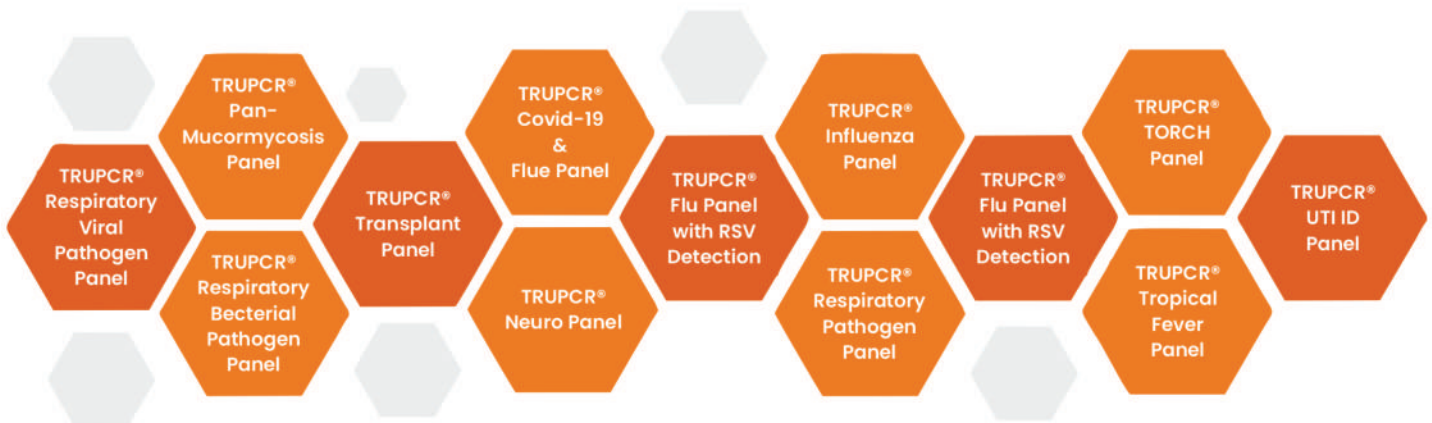 TRUPCR®
Respiratory
Viral
Pathogen
Panel
TRUPCR®
Pan-
Mucormycosis
Panel
TRUPCR®
Respiratory
Becterial
Pathogen
Panel
TRUPCR®
Transplant
Panel
TRUPCR®
Covid-19
&
Flue Panel
TRUPCR®
Neuro Panel
TRUPCR®
Flu Panel
with RSV
Detection
TRUPCR®
Influenza
Panel
TRUPCR®
Respiratory
Pathogen
Panel
TRUPCR®
Flu Panel
with RSV
Detection
TRUPCR®
TORCH
Panel
TRUPCR®
Tropical
Fever
Panel
TRUPCR®
UTI ID
Panel